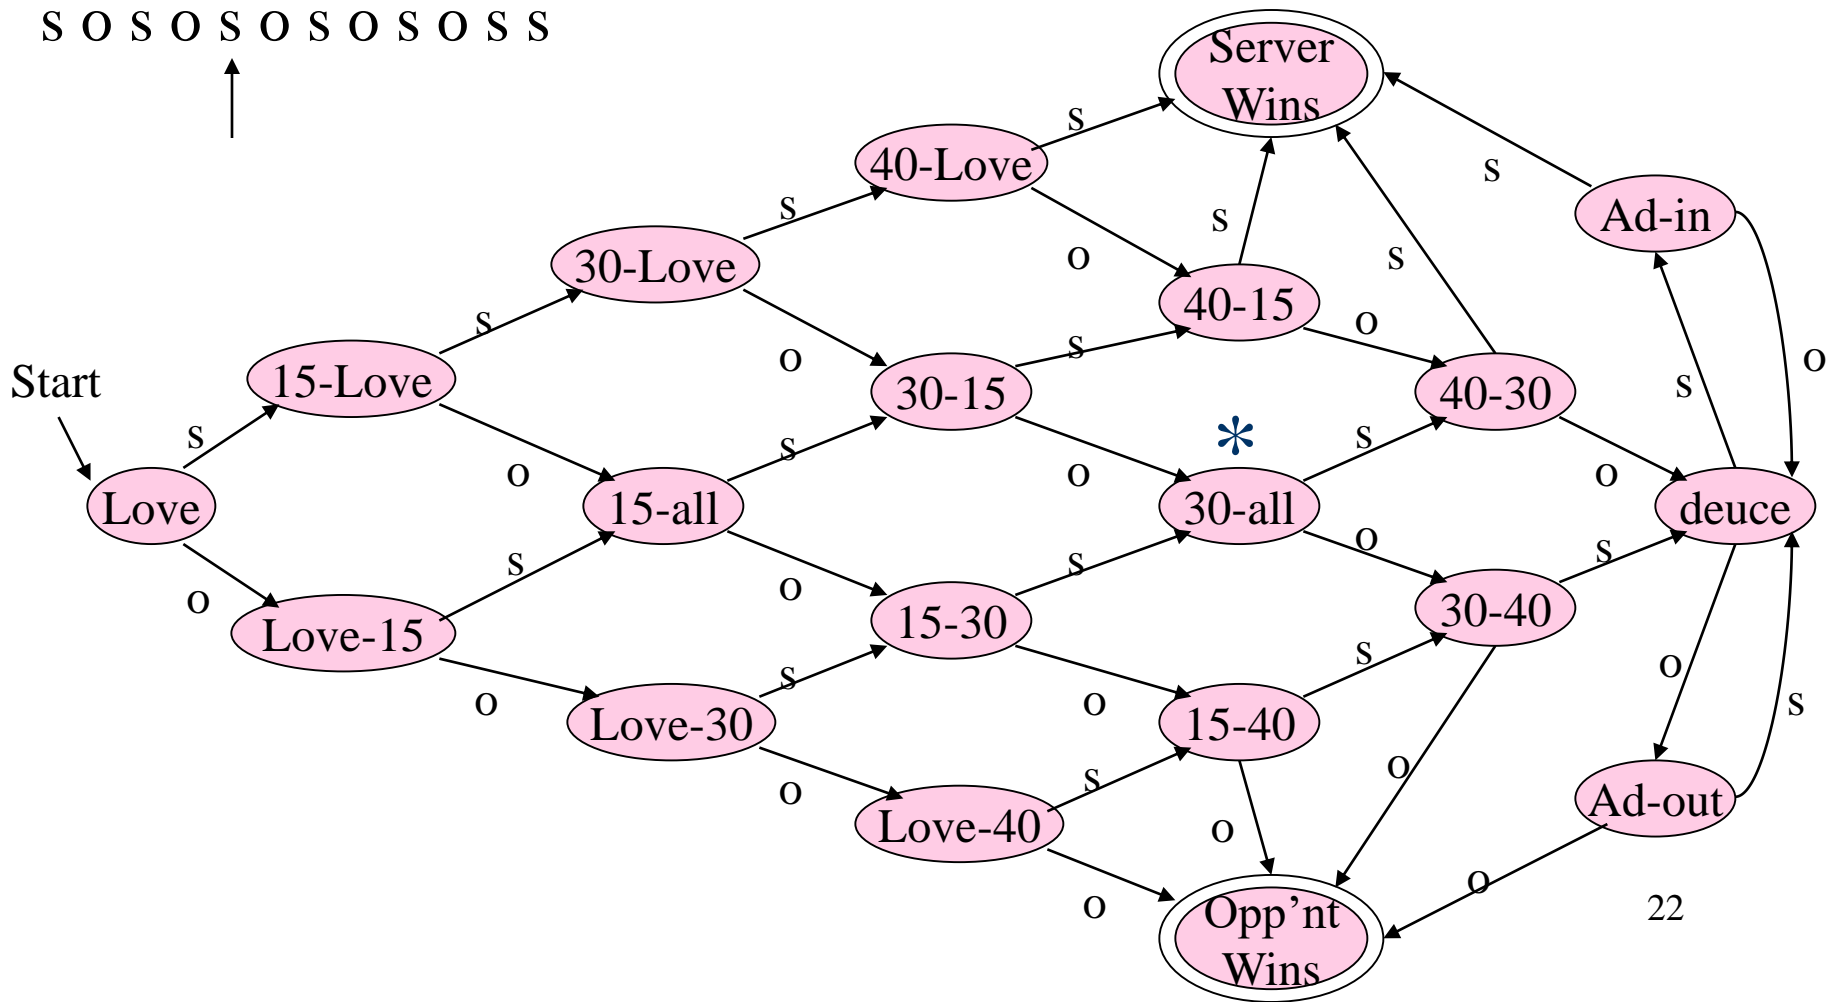 s o s o s o s o s o s s
Server
Wins
s
40-Love
s
s
Ad-in
30-Love
s
o
s
40-15
s
o
o
s
15-Love
o
s
30-15
40-30
s
Start
*
s
s
s
o
o
o
Love
15-all
30-all
deuce
s
o
s
s
o
o
Love-15
15-30
30-40
s
s
o
o
o
s
Love-30
15-40
o
s
o
Love-40
o
Ad-out
o
o
Opp'nt
Wins
22